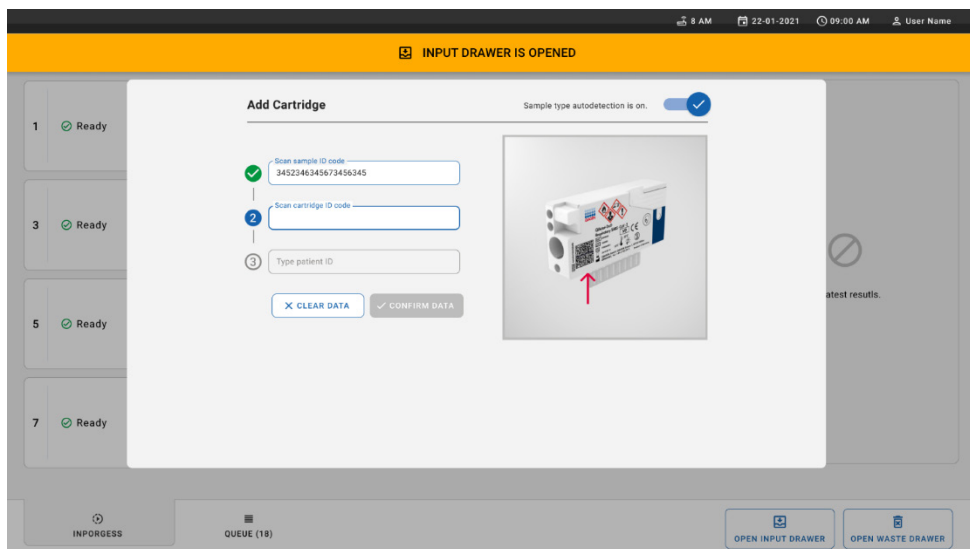 8 AM 22-01-2021 09:00 AM User Name
INPUT DRAWER IS OPENED
Add Cartridge
Sample type autodetection is on.
1 Ready
Scan sample ID code
3452346345673456345
Scan cartridge ID code
2
3 Ready
3 Type patient ID
CLEAR DATA CONFIRM DATA
atest resutls.
5 Ready
7 Ready
INPORGESS
QUEUE (18)
OPEN INPUT DRAWER
OPEN WASTE DRAWER